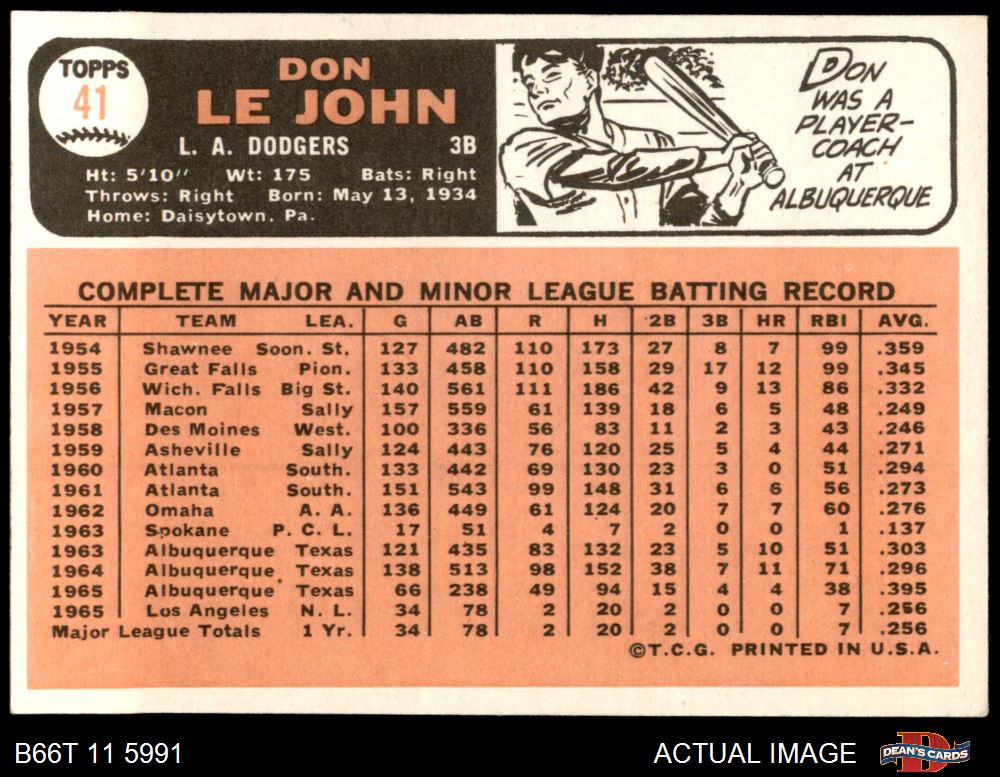 TOPPS
41
DON
LE JOHN
L. A. DODGERS 3B
Ht: 5'10" Wt: 175 Bats: Right
Throws: Right Born: May 13, 1934
Home: Daisytown, Pa.
DON
WAS A
PLAYER-
COACH
AT
ALBUQUERQUE
COMPLETE MAJOR AND MINOR LEAGUE BATTING RECORD
YEAR TEAM LEA. G AB R H 2B 3B HR RBI AVG.
1954 Shawnee Soon. St. 127 482 110 173 27 8 7 99 .359
1955 Great Falls Pion. 133 458 110 158 29 17 12 99 .345
1956 Wich. Falls Big St. 140 561 111 186 42 9 13 86 .332
1957 Macon Sally 157 559 61 139 18 6 5 48 .249
1958 Des Moines West. 100 336 56 83 11 2 3 43 .246
1959 Asheville Sally 124 443 76 120 25 5 4 44 .271
1960 Atlanta South. 133 442 69 130 23 3 0 51 .294
1961 Atlanta South. 151 543 99 148 31 6 6 56 .273
1962 Omaha A. A. 136 449 61 124 20 7 7 60 .276
1963 Spokane P. C. L. 17 51 4 7 2 0 0 1 .137
1963 Albuquerque Texas 121 435 83 132 23 5 10 51 .303
1964 Albuquerque Texas 138 513 98 152 38 7 11 71 .296
1965 Albuquerque Texas 66 238 49 94 15 4 4 38 .395
1965 Los Angeles N. L. 34 78 2 20 2 0 0 7 .256
Major League Totals 1 Yr. 34 78 2 20 2 0 0 7 .256
©T.C.G. PRINTED IN U.S.A.
B66T 11 5991 ACTUAL IMAGE DEAN'S CARDS